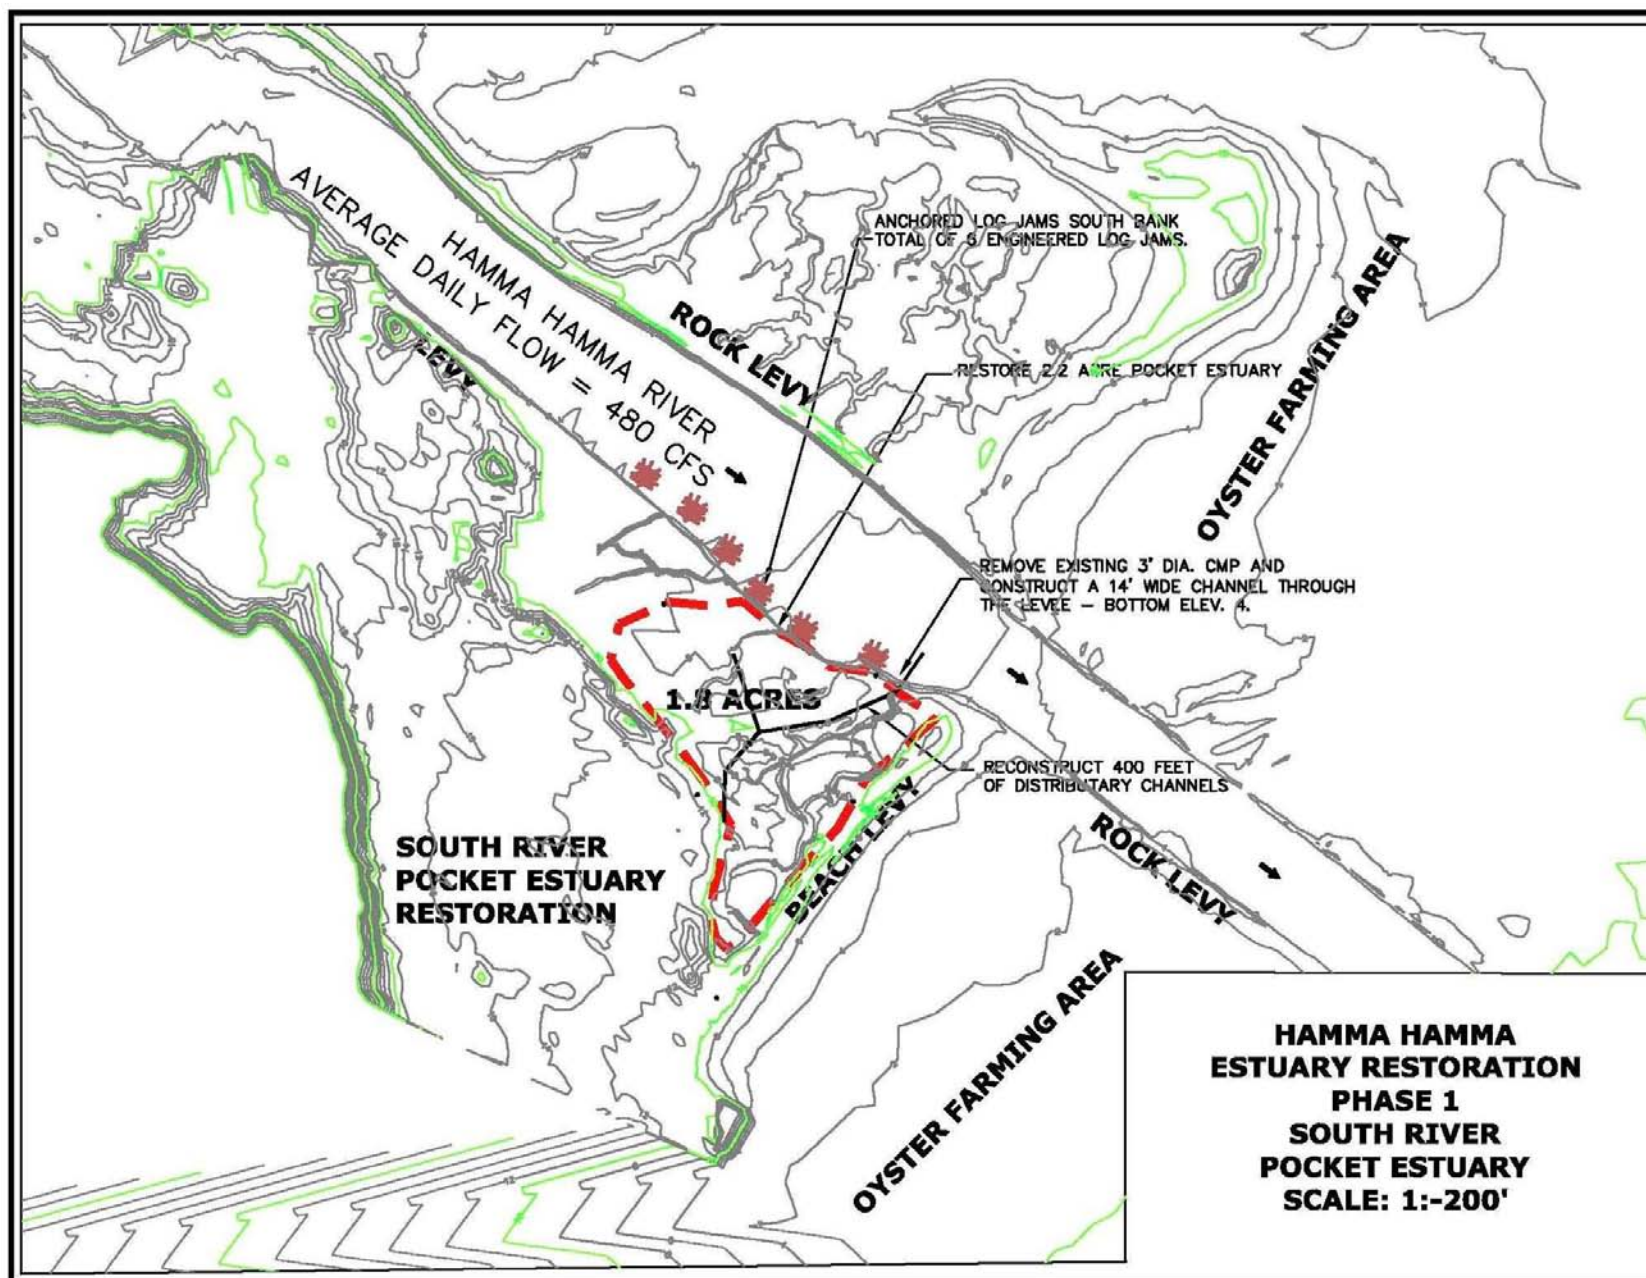 ANCHORED LOG JAMS SOUTH BANK
TOTAL OF 6 ENGINEERED LOG JAMS.
HAMMA HAMMA RIVER
AVERAGE DAILY FLOW = 480 CFS
ROCK LEVY
LEVY
RESTORE 2.2 ACRE POCKET ESTUARY
OYSTER FARMING AREA
REMOVE EXISTING 3' DIA. CMP AND
CONSTRUCT A 14' WIDE CHANNEL THROUGH
THE LEVEE – BOTTOM ELEV. 4.
1.8 ACRES
RECONSTRUCT 400 FEET
OF DISTRIBUTARY CHANNELS
BEACH LEVY
ROCK LEVY
SOUTH RIVER
POCKET ESTUARY
RESTORATION
OYSTER FARMING AREA
HAMMA HAMMA
ESTUARY RESTORATION
PHASE 1
SOUTH RIVER
POCKET ESTUARY
SCALE: 1:-200'